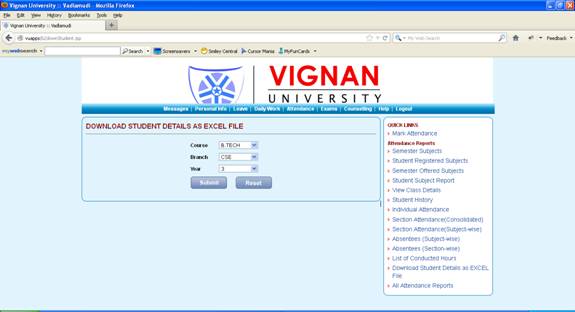 Vignan University :: Vadlamudi - Mozilla Firefox
File Edit View History Bookmarks Tools Help
Vignan University :: Vadlamudi
My Web Search
Feedback
mywebsearch Search Screensavers Smiley Central Cursor Mania MyFunCards
VIGNAN
UNIVERSITY
Messages | Personal Info | Leave | Daily Work | Attendance | Exams | Counselling | Help | Logout
DOWNLOAD STUDENT DETAILS AS EXCEL FILE
Course B.TECH
Branch CSE
Year 3
Submit Reset
QUICK LINKS
Mark Attendance
Attendance Reports
Semester Subjects
Student Registered Subjects
Semester Offered Subjects
Student Subject Report
View Class Details
Student History
Individual Attendance
Section Attendance(Consolidated)
Section Attendance(Subject-wise)
Absentees (Subject-wise)
Absentees (Section-wise)
List of Conducted Hours
Download Student Details as EXCEL
File
All Attendance Reports